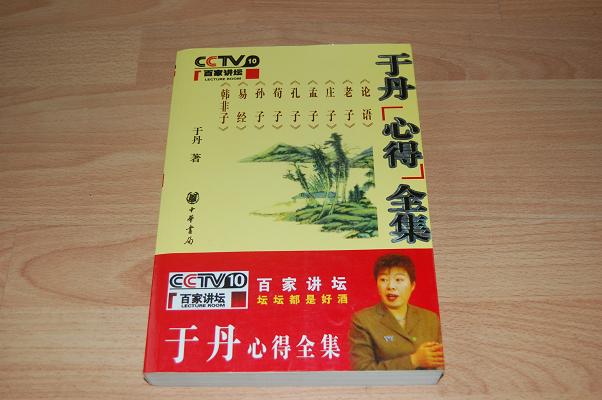 CCTV10
百家讲坛
LECTURE ROOM
于丹「心得」全集
《论语》
《老子》
《庄子》
《孟子》
《孔子》
《荀子》
《孙子》
《易经》
《韩非子》
于丹 著
中華書局
CCTV10
百家讲坛
LECTURE ROOM
百家讲坛
坛坛都是好酒
于丹心得全集